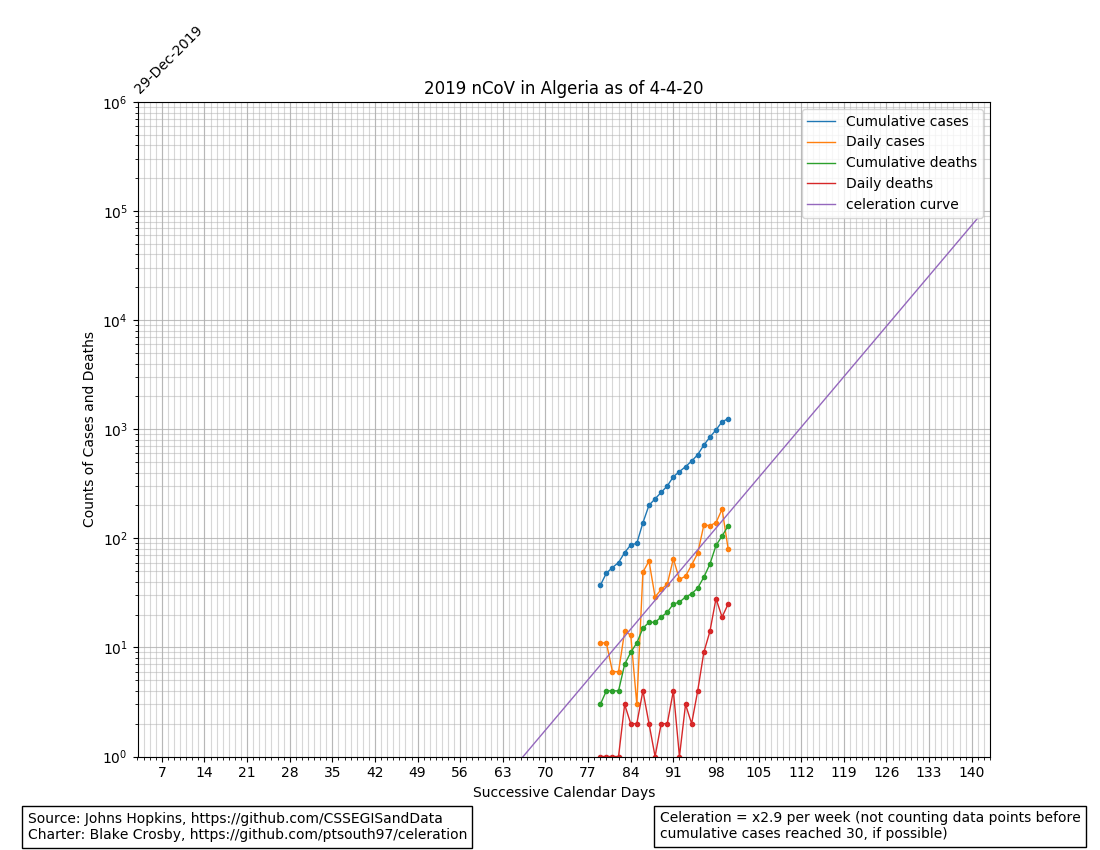 29-Dec-2019
2019 nCoV in Algeria as of 4-4-20
Cumulative cases
Daily cases
Cumulative deaths
Daily deaths
celeration curve
Counts of Cases and Deaths
10^6
10^5
10^4
10^3
10^2
10^1
10^0
7 14 21 28 35 42 49 56 63 70 77 84 91 98 105 112 119 126 133 140
Successive Calendar Days
Source: Johns Hopkins, https://github.com/CSSEGISandData
Charter: Blake Crosby, https://github.com/ptsouth97/celeration
Celeration = x2.9 per week (not counting data points before
cumulative cases reached 30, if possible)